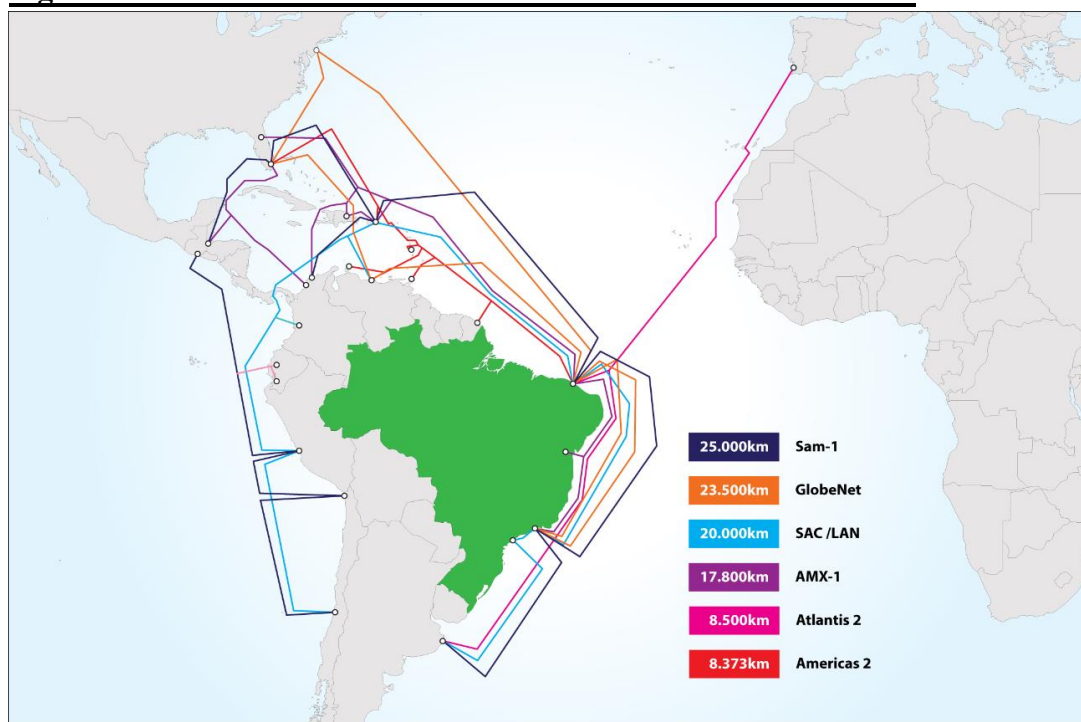 25.000km Sam-1
23.500km GlobeNet
20.000km SAC /LAN
17.800km AMX-1
8.500km Atlantis 2
8.373km Americas 2